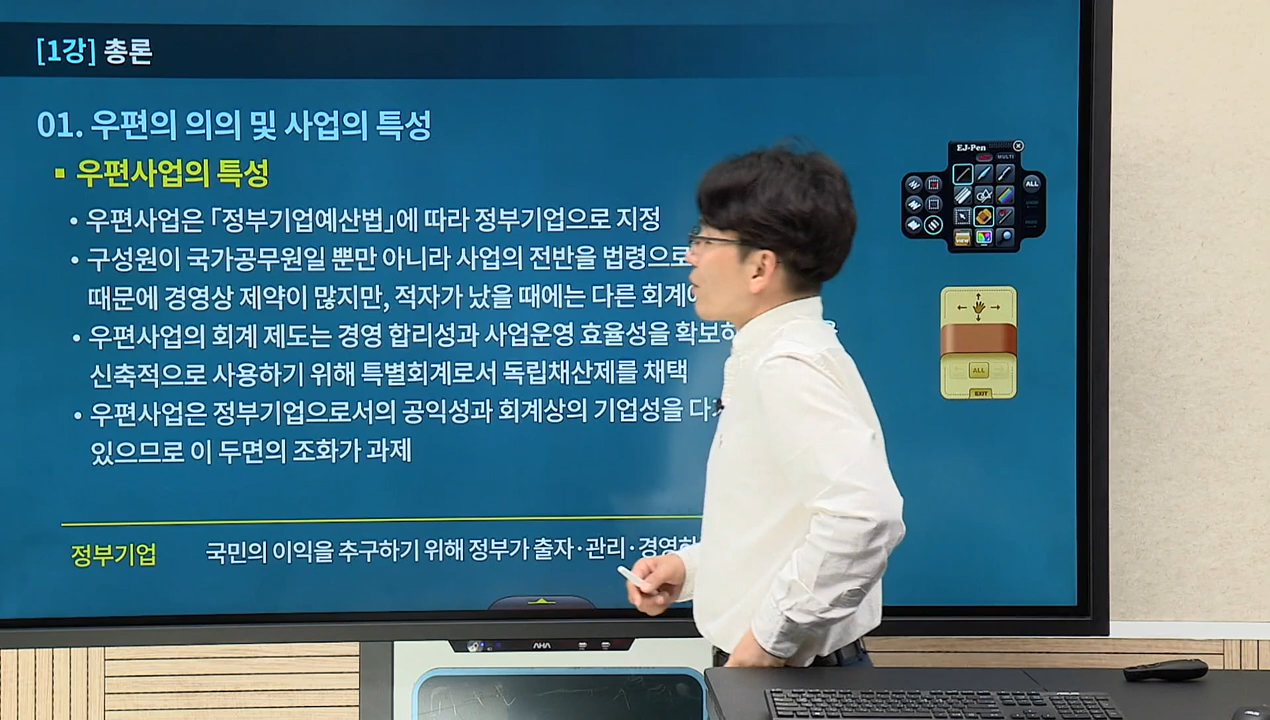 [1강] 총론
01. 우편의 의의 및 사업의 특성
▪ 우편사업의 특성
• 우편사업은 「정부기업예산법」에 따라 정부기업으로 지정
• 구성원이 국가공무원일 뿐만 아니라 사업의 전반을 법령으로
때문에 경영상 제약이 많지만, 적자가 났을 때에는 다른 회계에
• 우편사업의 회계 제도는 경영 합리성과 사업운영 효율성을 확보하
신축적으로 사용하기 위해 특별회계로서 독립채산제를 채택
• 우편사업은 정부기업으로서의 공익성과 회계상의 기업성을 다
있으므로 이 두면의 조화가 과제
정부기업 국민의 이익을 추구하기 위해 정부가 출자·관리·경영하
EJ-Pen
MULTI
ALL
VIEW
ALL
EXIT
AHA